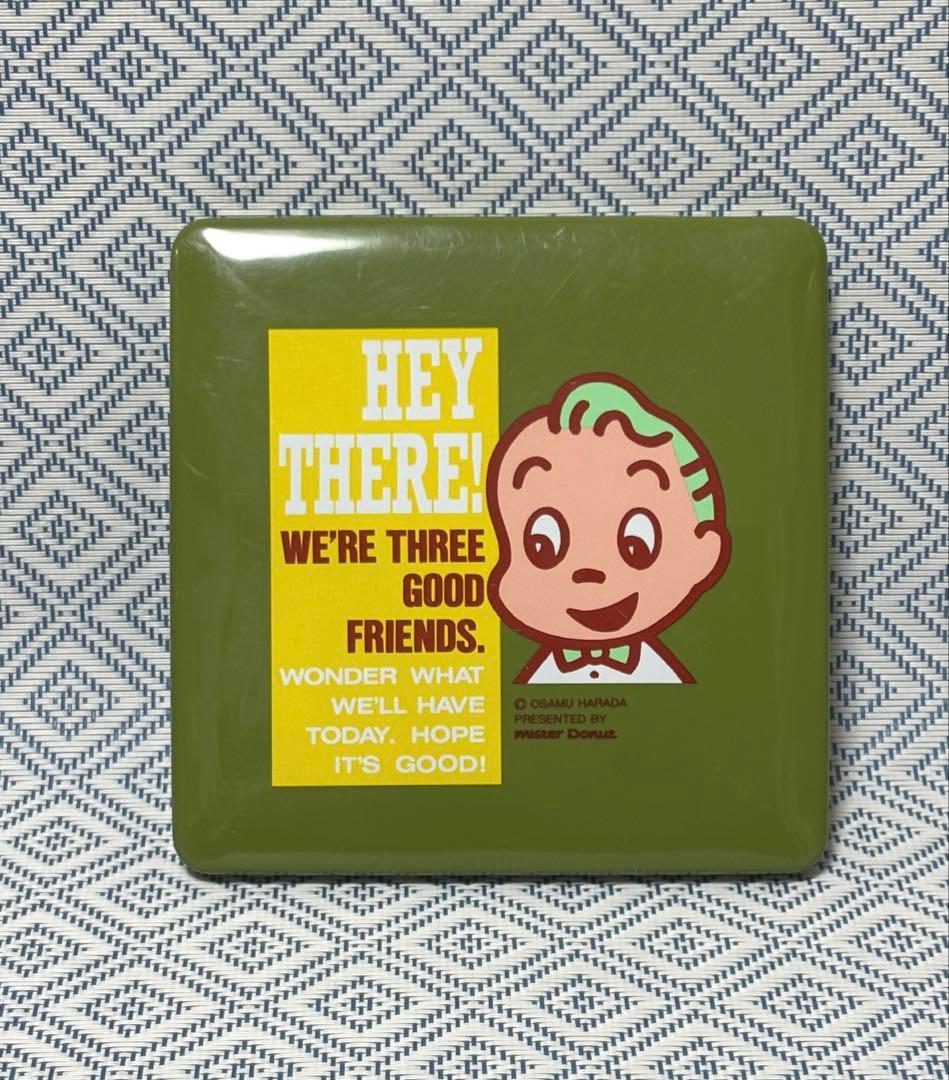 HEY
THERE!
WE'RE THREE
GOOD
FRIENDS.
WONDER WHAT
WE'LL HAVE
TODAY. HOPE
IT'S GOOD!
© OSAMU HARADA
PRESENTED BY
mister Donut